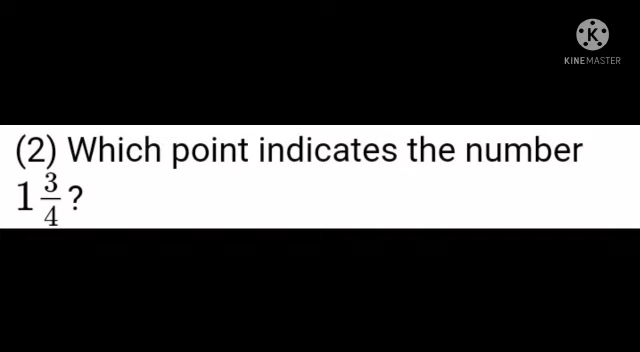 K
KINEMASTER
(2) Which point indicates the number
1 3/4 ?